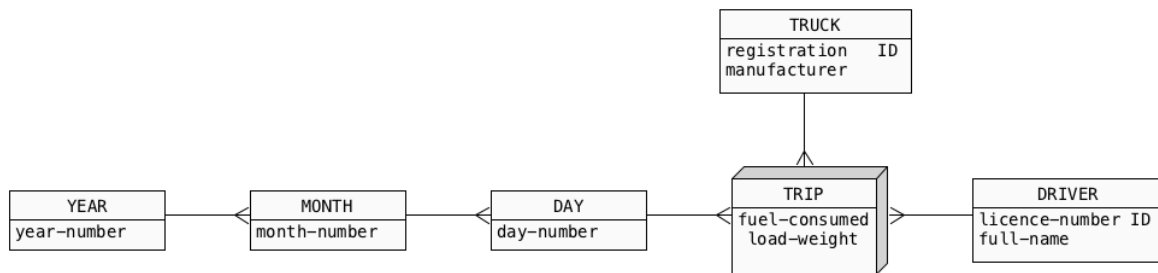 TRUCK
registration   ID
manufacturer
YEAR
year-number
MONTH
month-number
DAY
day-number
TRIP
fuel-consumed
load-weight
DRIVER
licence-number ID
full-name